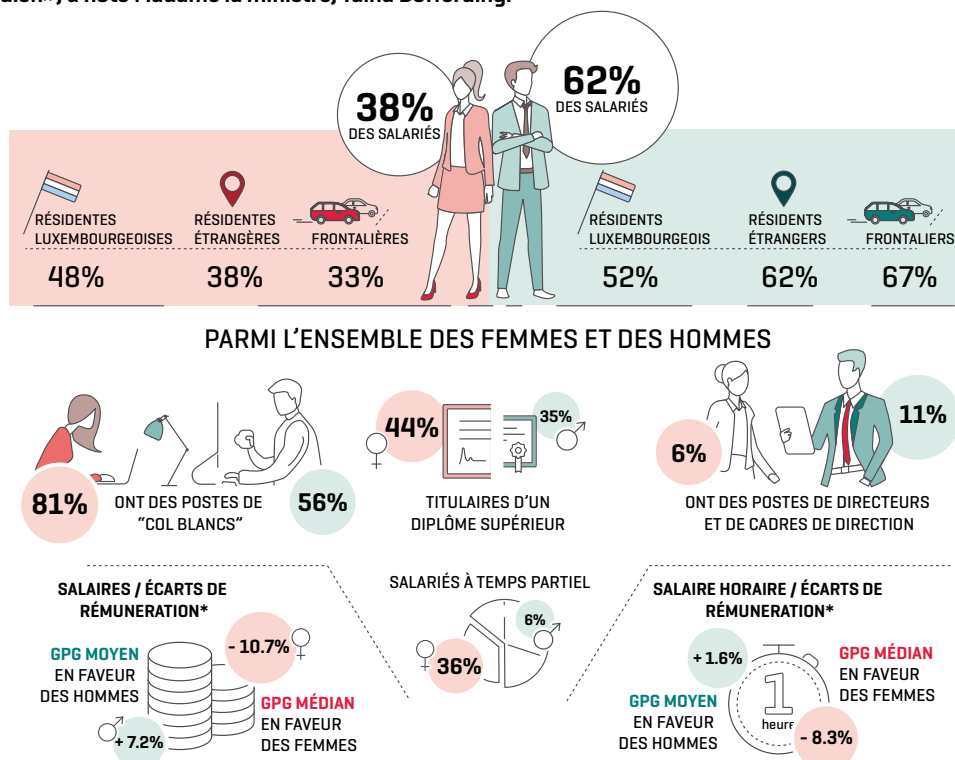 38%
DES SALARIÉS
62%
DES SALARIÉS
RÉSIDENTES
LUXEMBOURGEOISES
48%
RÉSIDENTES
ÉTRANGÈRES
38%
FRONTALIÈRES
33%
RÉSIDENTS
LUXEMBOURGEOIS
52%
RÉSIDENTS
ÉTRANGERS
62%
FRONTALIERS
67%
PARMI L'ENSEMBLE DES FEMMES ET DES HOMMES
81%
ONT DES POSTES DE
"COL BLANCS"
56%
44%
35%
TITULAIRES D'UN
DIPLÔME SUPÉRIEUR
6%
11%
ONT DES POSTES DE DIRECTEURS
ET DE CADRES DE DIRECTION
SALAIRES / ÉCARTS DE
RÉMUNERATION*
GPG MOYEN
EN FAVEUR
DES HOMMES
+ 7.2%
- 10.7%
GPG MÉDIAN
EN FAVEUR
DES FEMMES
SALARIÉS À TEMPS PARTIEL
6%
36%
SALAIRE HORAIRE / ÉCARTS DE
RÉMUNERATION*
+ 1.6%
GPG MOYEN
EN FAVEUR
DES HOMMES
1
heure
GPG MÉDIAN
EN FAVEUR
DES FEMMES
- 8.3%